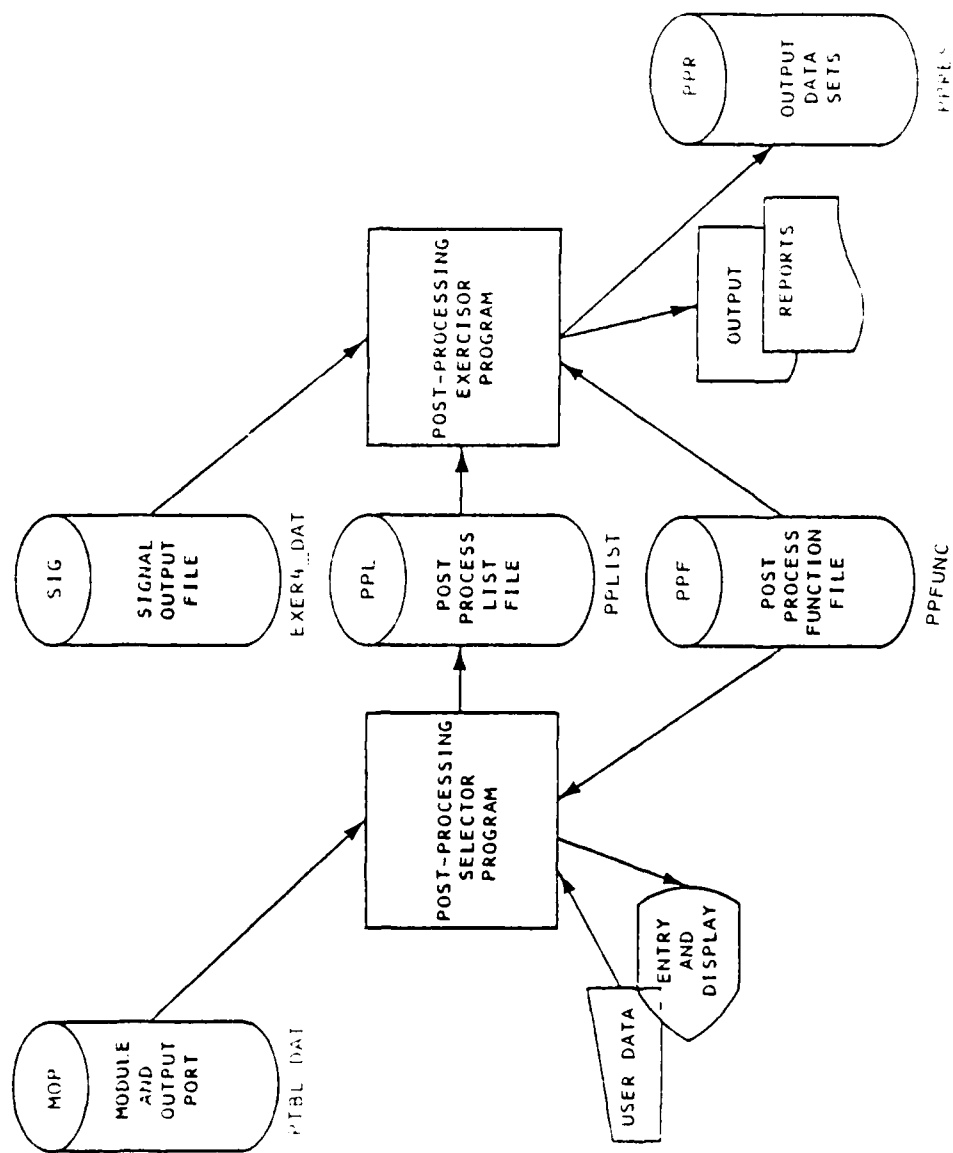 MOP
MODULE
AND
OUTPUT
PORT
SIG
SIGNAL
OUTPUT
FILE
EXER4_DAT
POST-PROCESSING
SELECTOR
PROGRAM
PPL
POST
PROCESS
LIST
FILE
PPLIST
POST-PROCESSING
EXERCISOR
PROGRAM
USER DATA
ENTRY
AND
DISPLAY
PPF
POST
PROCESS
FUNCTION
FILE
PPFUNC
OUTPUT
REPORTS
PPR
OUTPUT
DATA
SETS